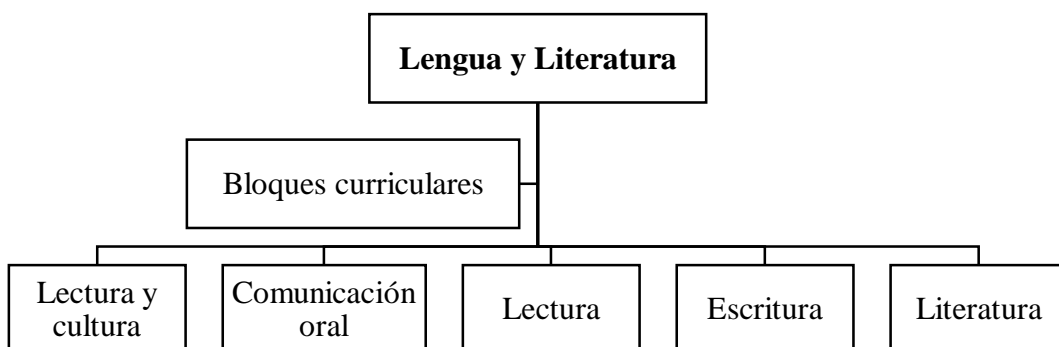 Lengua y Literatura
Bloques curriculares
Lectura y
cultura
Comunicación
oral
Lectura
Escritura
Literatura